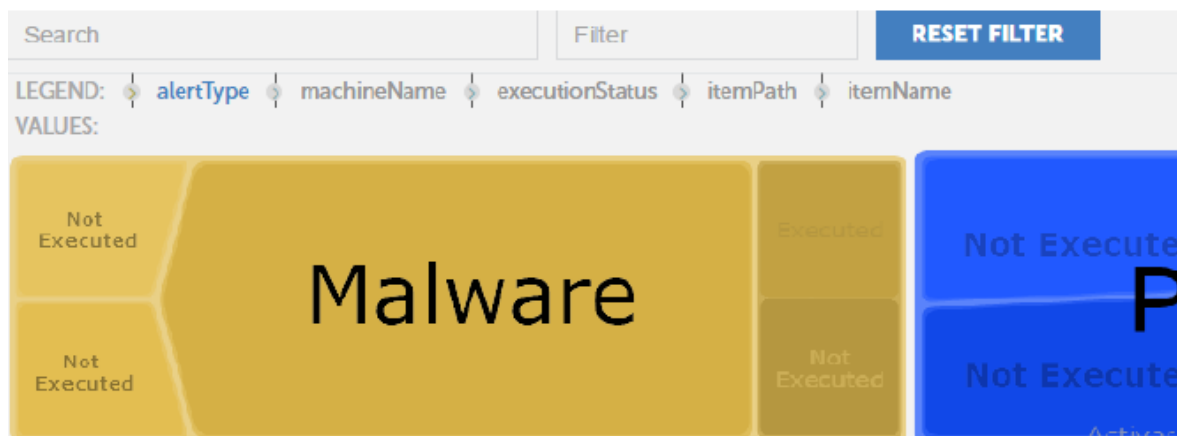 Search Filter RESET FILTER
LEGEND: alertType machineName executionStatus itemPath itemName
VALUES:
Not
Executed
Malware
Executed
Not Execute
P
Not
Executed
Not
Executed
Not Execute